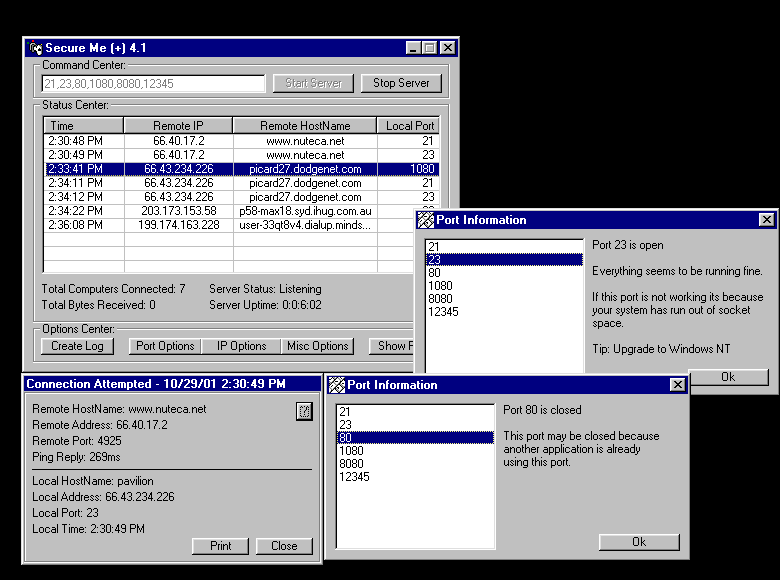 Secure Me (+) 4.1
Command Center:
21,23,80,1080,8080,12345
Start Server
Stop Server
Status Center:
Time Remote IP Remote HostName Local Port
2:30:48 PM 66.40.17.2 www.nuteca.net 21
2:30:49 PM 66.40.17.2 www.nuteca.net 23
2:33:41 PM 66.43.234.226 picard27.dodgenet.com 1080
2:34:11 PM 66.43.234.226 picard27.dodgenet.com 21
2:34:12 PM 66.43.234.226 picard27.dodgenet.com 23
2:34:22 PM 203.173.153.58 p58-max18.syd.ihug.com.au
2:36:08 PM 199.174.163.228 user-33qt8v4.dialup.minds...
Total Computers Connected: 7 Server Status: Listening
Total Bytes Received: 0 Server Uptime: 0:0:6:02
Options Center:
Create Log Port Options IP Options Misc Options Show
Port Information
21
23
80
1080
8080
12345
Port 23 is open
Everything seems to be running fine.
If this port is not working its because
your system has run out of socket
space.
Tip: Upgrade to Windows NT
Ok
Connection Attempted - 10/29/01 2:30:49 PM
Remote HostName: www.nuteca.net
Remote Address: 66.40.17.2
Remote Port: 4925
Ping Reply: 269ms
Local HostName: pavilion
Local Address: 66.43.234.226
Local Port: 23
Local Time: 2:30:49 PM
Print
Close
Port Information
21
23
80
1080
8080
12345
Port 80 is closed
This port may be closed because
another application is already
using this port.
Ok